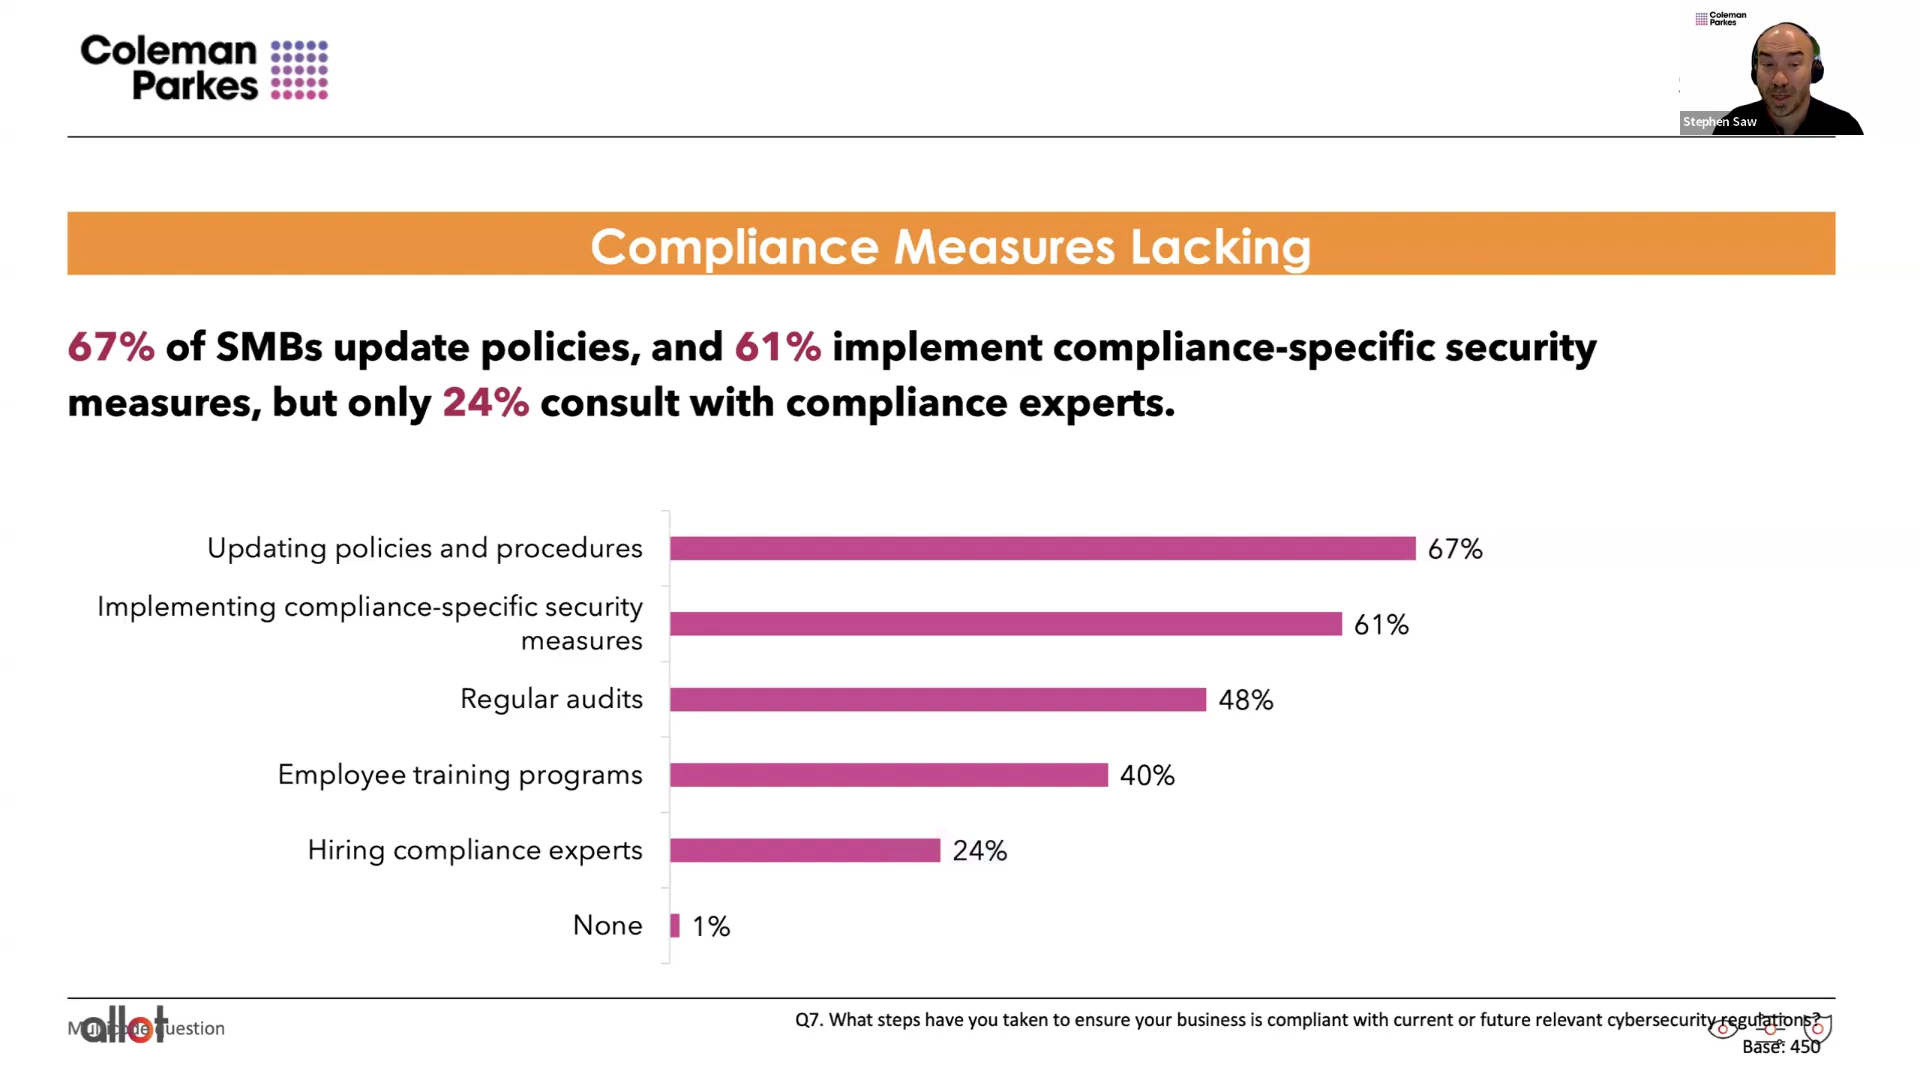 Coleman
Parkes
Coleman
Parkes
Stephen Saw
Compliance Measures Lacking
67% of SMBs update policies, and 61% implement compliance-specific security
measures, but only 24% consult with compliance experts.
Updating policies and procedures 67%
Implementing compliance-specific security
measures 61%
Regular audits 48%
Employee training programs 40%
Hiring compliance experts 24%
None 1%
Multicode question
allot
Q7. What steps have you taken to ensure your business is compliant with current or future relevant cybersecurity regulations?
Base: 450